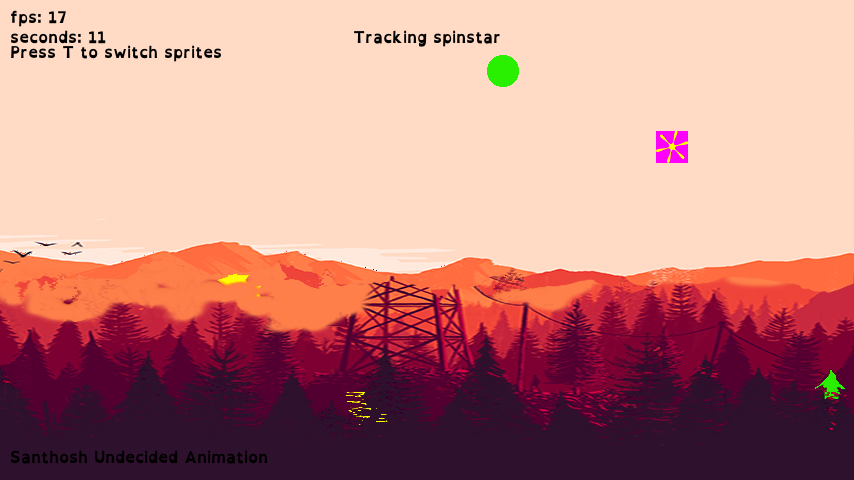 fps: 17
seconds: 11
Press T to switch sprites
Tracking spinstar
Santhosh Undecided Animation